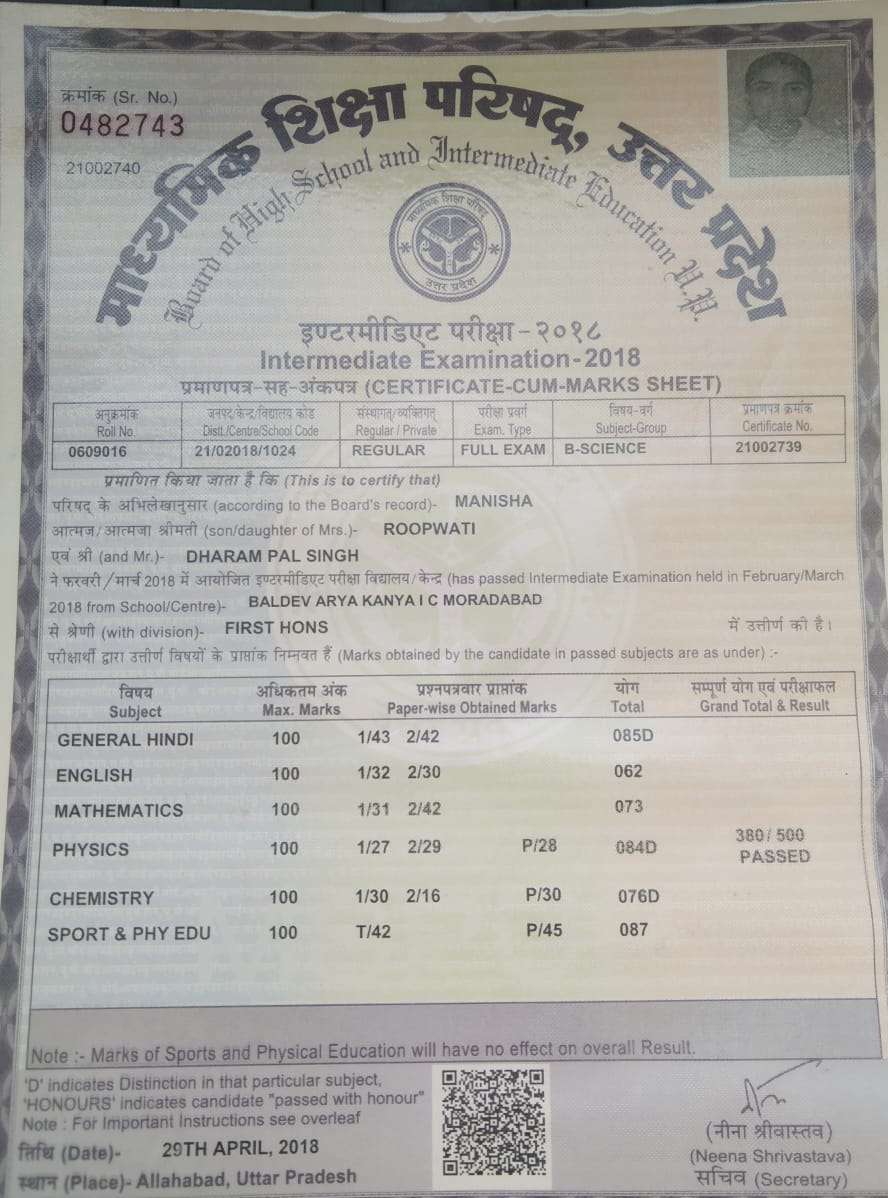 क्रमांक (Sr. No.)
0482743
21002740
माध्यमिक शिक्षा परिषद्, उत्तर प्रदेश
Board of High School and Intermediate Education U.P.
माध्यमिक शिक्षा परिषद्
उत्तर प्रदेश
इण्टरमीडिएट परीक्षा-२०१८
Intermediate Examination-2018
प्रमाणपत्र-सह-अंकपत्र (CERTIFICATE-CUM-MARKS SHEET)
अनुक्रमांक जनपद/केन्द्र/विद्यालय कोड संस्थागत्/व्यक्तिगत् परीक्षा प्रवर्ग विषय-वर्ग प्रमाणपत्र क्रमांक
Roll No. Distt./Centre/School Code Regular / Private Exam. Type Subject-Group Certificate No.
0609016 21/02018/1024 REGULAR FULL EXAM B-SCIENCE 21002739
प्रमाणित किया जाता है कि (This is to certify that)
परिषद् के अभिलेखानुसार (according to the Board's record)- MANISHA
आत्मज/आत्मजा श्रीमती (son/daughter of Mrs.)- ROOPWATI
एवं श्री (and Mr.)- DHARAM PAL SINGH
ने फरवरी/मार्च 2018 में आयोजित इण्टरमीडिएट परीक्षा विद्यालय/केन्द्र (has passed Intermediate Examination held in February/March
2018 from School/Centre)- BALDEV ARYA KANYA I C MORADABAD
से श्रेणी (with division)- FIRST HONS में उत्तीर्ण की है।
परीक्षार्थी द्वारा उत्तीर्ण विषयों के प्राप्तांक निम्नवत हैं (Marks obtained by the candidate in passed subjects are as under) :-
विषय अधिकतम अंक प्रश्नपत्रवार प्राप्तांक योग सम्पूर्ण योग एवं परीक्षाफल
Subject Max. Marks Paper-wise Obtained Marks Total Grand Total & Result
GENERAL HINDI 100 1/43 2/42 085D
ENGLISH 100 1/32 2/30 062
MATHEMATICS 100 1/31 2/42 073
PHYSICS 100 1/27 2/29 P/28 084D 380/500
PASSED
CHEMISTRY 100 1/30 2/16 P/30 076D
SPORT & PHY EDU 100 T/42 P/45 087
Note :- Marks of Sports and Physical Education will have no effect on overall Result.
'D' indicates Distinction in that particular subject,
'HONOURS' indicates candidate "passed with honour"
Note : For Important Instructions see overleaf
तिथि (Date)- 29TH APRIL, 2018
स्थान (Place)- Allahabad, Uttar Pradesh
(नीना श्रीवास्तव)
(Neena Shrivastava)
सचिव (Secretary)